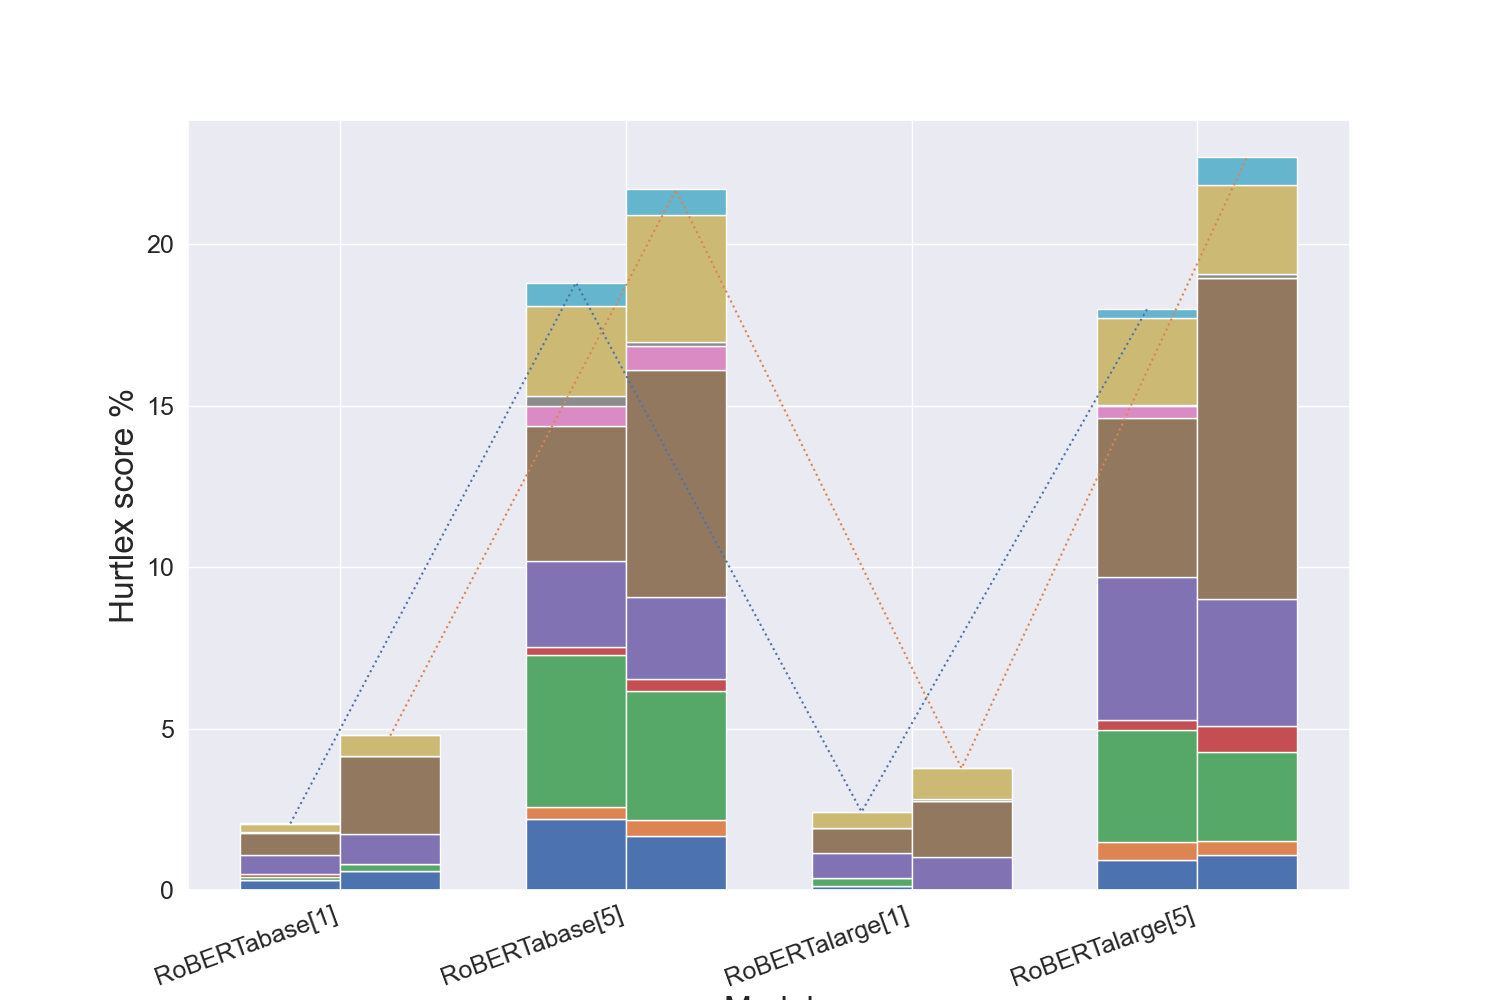 Hurtlex score %
20
15
10
5
0
RoBERTabase[1]
RoBERTabase[5]
RoBERTalarge[1]
RoBERTalarge[5]